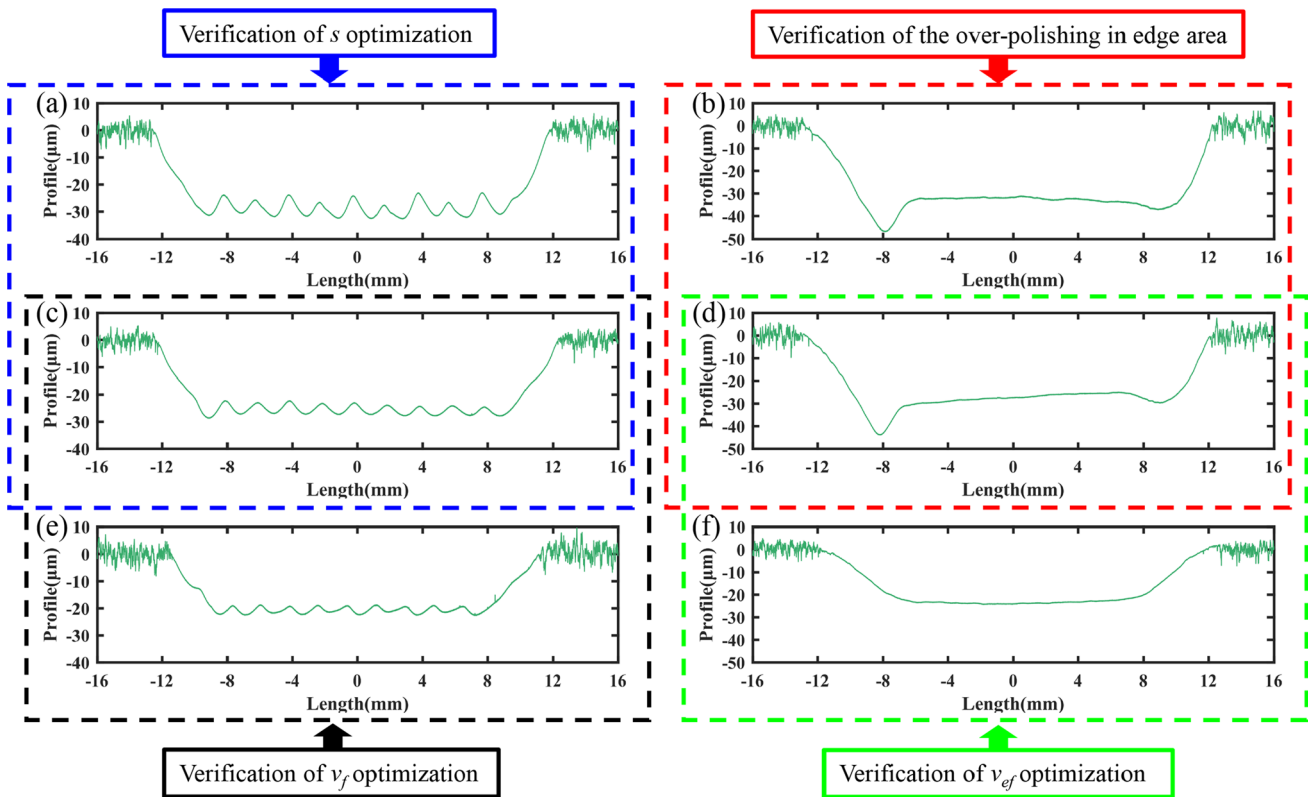 Verification of s optimization
Verification of the over-polishing in edge area
(a)
10
0
-10
-20
-30
-40
Profile(μm)
-16 -12 -8 -4 0 4 8 12 16
Length(mm)
(b)
10
0
-10
-20
-30
-40
-50
Profile(μm)
-16 -12 -8 -4 0 4 8 12 16
Length(mm)
(c)
10
0
-10
-20
-30
-40
Profile(μm)
-16 -12 -8 -4 0 4 8 12 16
Length(mm)
(d)
10
0
-10
-20
-30
-40
-50
Profile(μm)
-16 -12 -8 -4 0 4 8 12 16
Length(mm)
(e)
10
0
-10
-20
-30
-40
Profile(μm)
-16 -12 -8 -4 0 4 8 12 16
Length(mm)
(f)
10
0
-10
-20
-30
-40
-50
Profile(μm)
-16 -12 -8 -4 0 4 8 12 16
Length(mm)
Verification of vf optimization
Verification of vef optimization